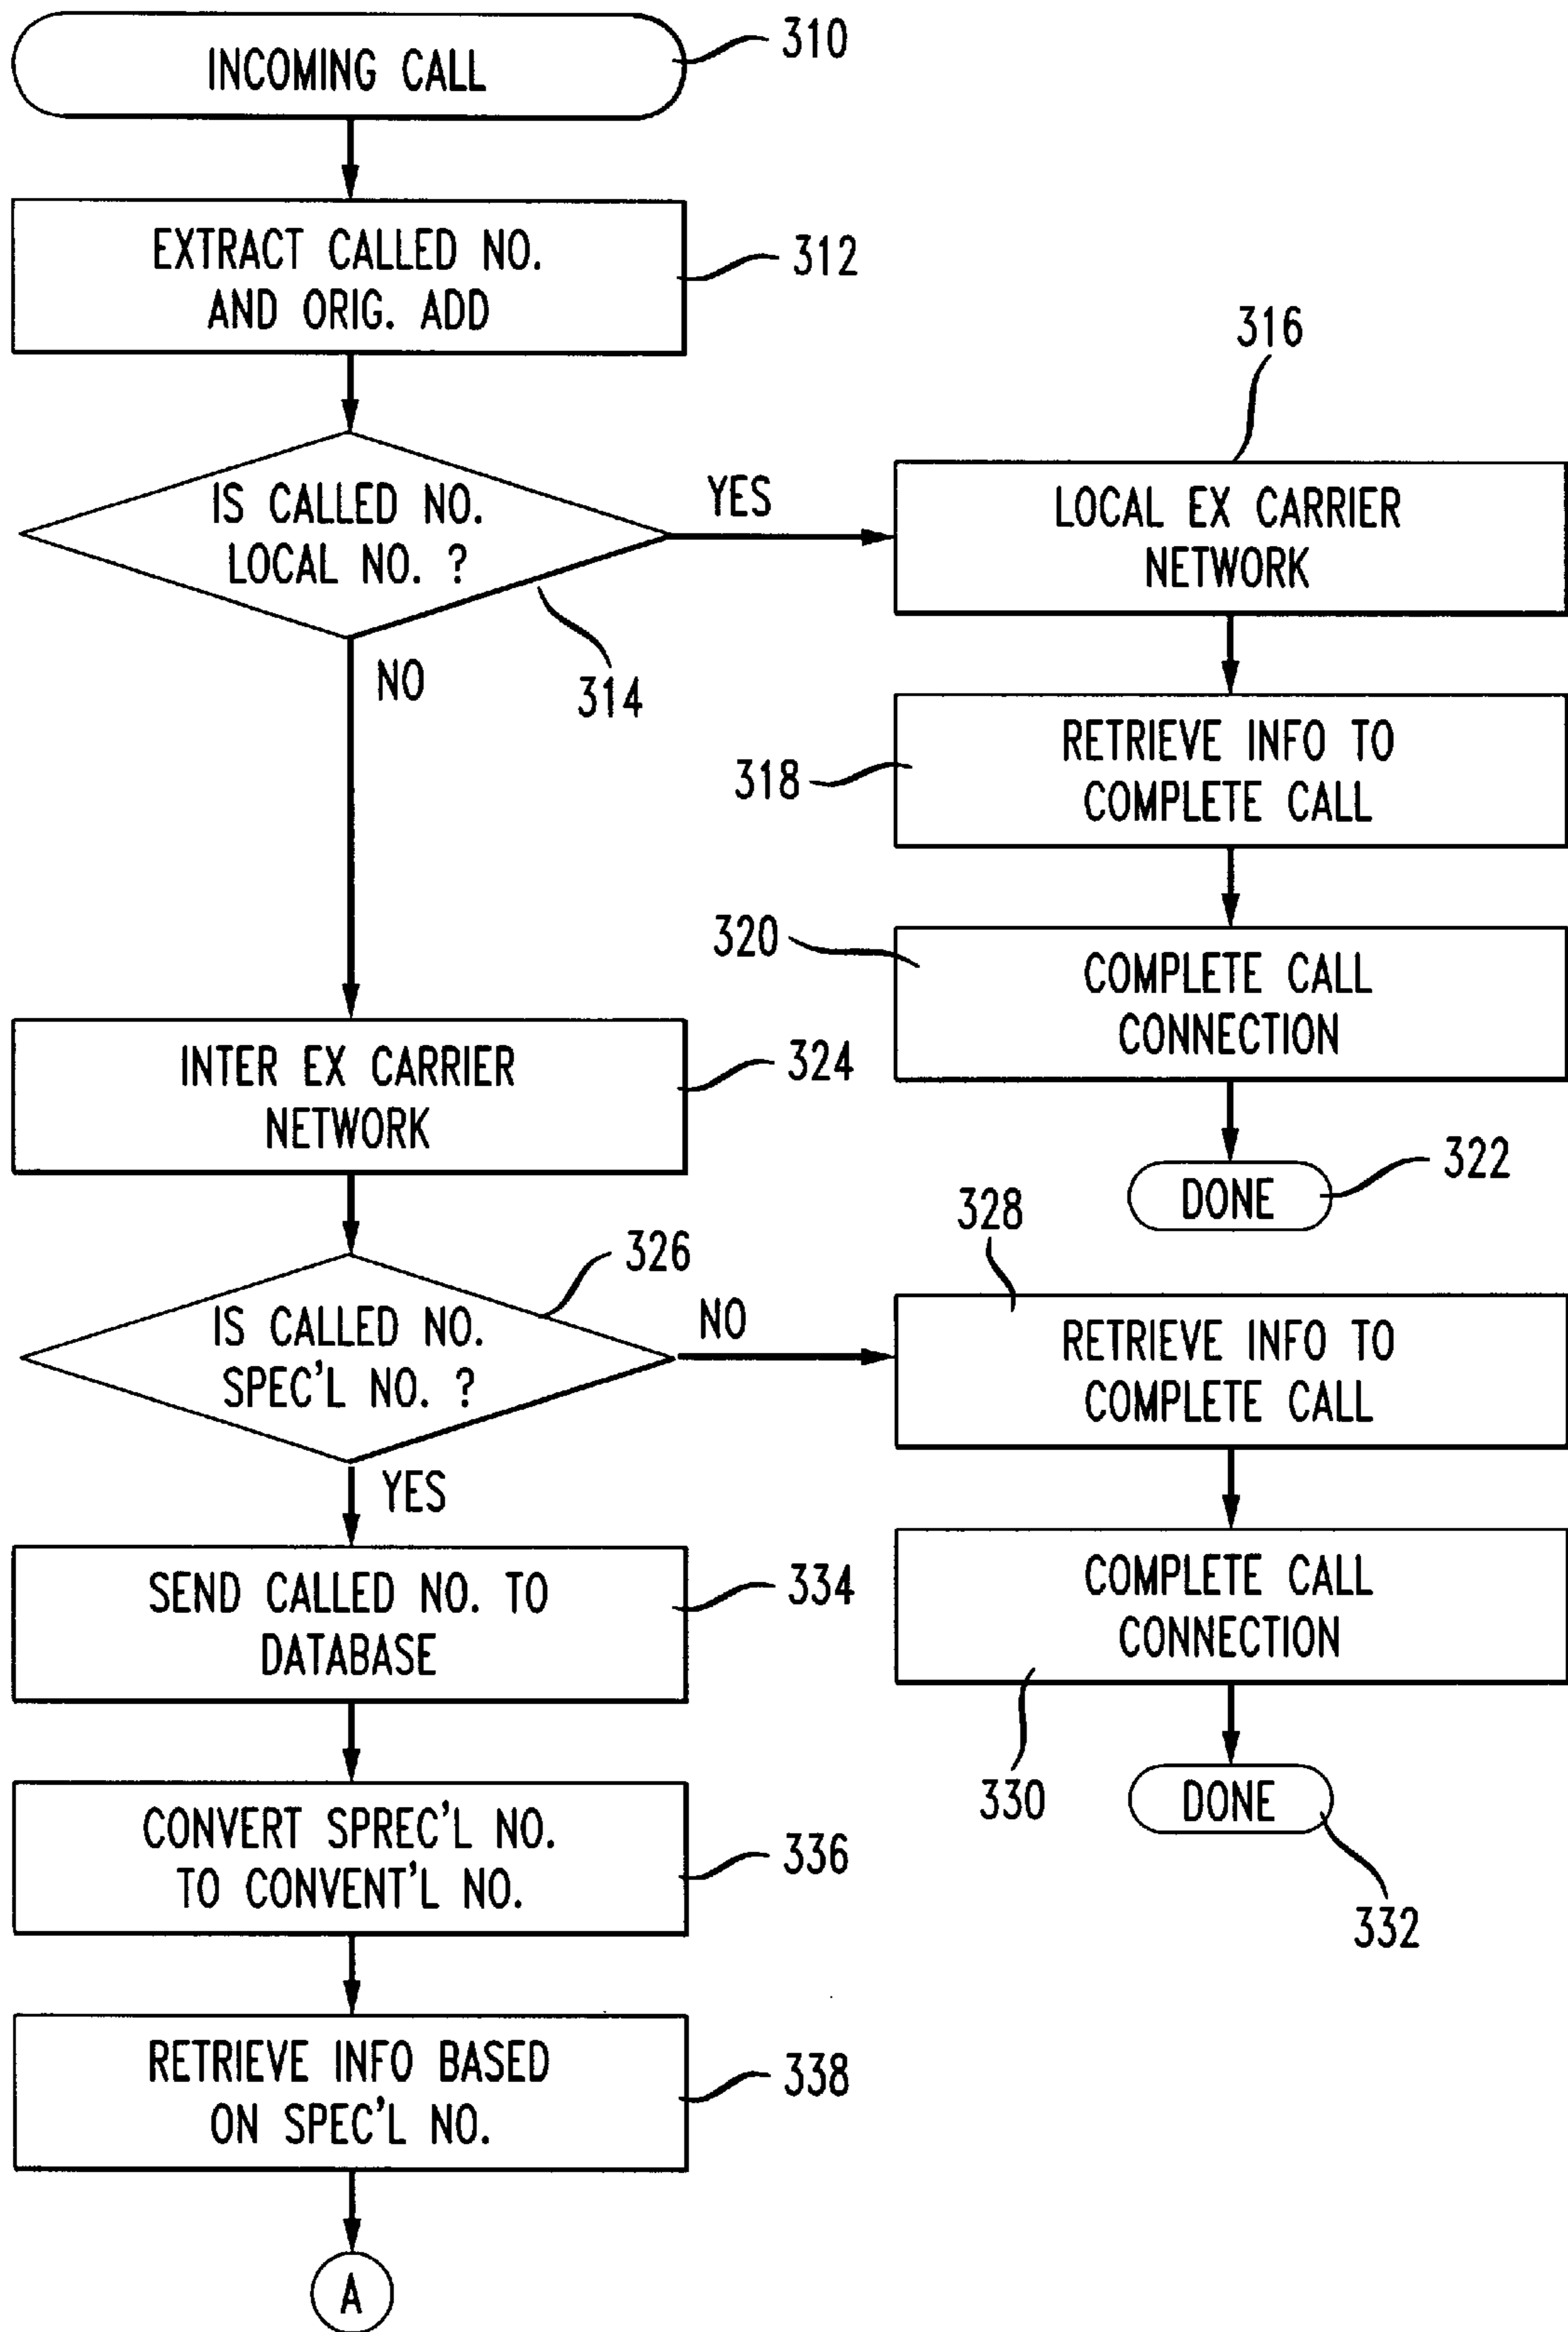 INCOMING CALL
310
EXTRACT CALLED NO.
AND ORIG. ADD
312
IS CALLED NO.
LOCAL NO. ?
314
YES
NO
316
LOCAL EX CARRIER
NETWORK
318
RETRIEVE INFO TO
COMPLETE CALL
320
COMPLETE CALL
CONNECTION
DONE
322
INTER EX CARRIER
NETWORK
324
IS CALLED NO.
SPEC'L NO. ?
326
NO
YES
328
RETRIEVE INFO TO
COMPLETE CALL
COMPLETE CALL
CONNECTION
330
DONE
332
SEND CALLED NO. TO
DATABASE
334
CONVERT SPREC'L NO.
TO CONVENT'L NO.
336
RETRIEVE INFO BASED
ON SPEC'L NO.
338
A